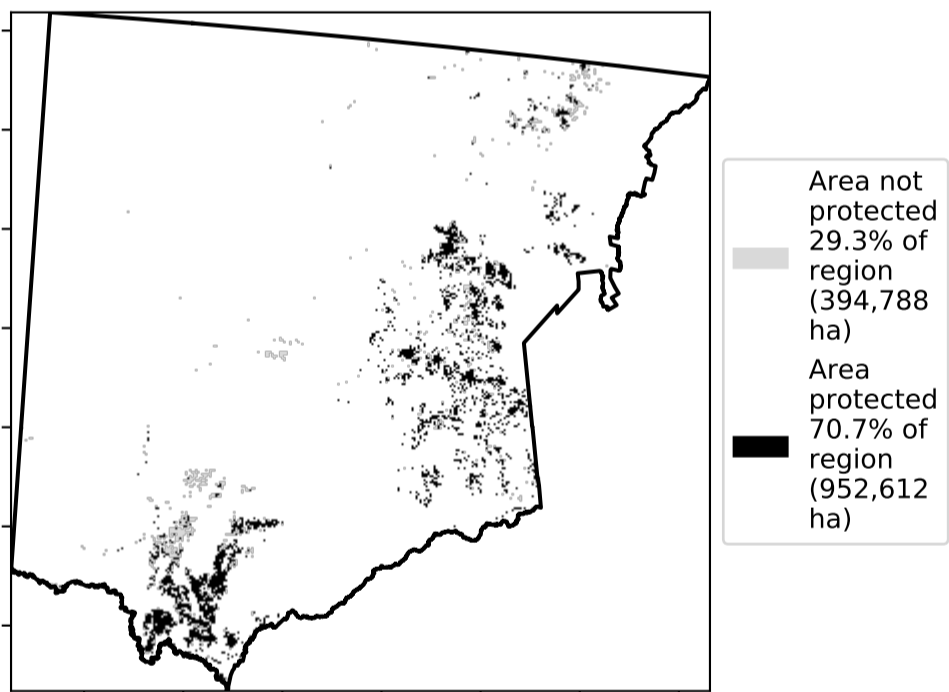 Area not
protected
29.3% of
region
(394,788
ha)
Area
protected
70.7% of
region
(952,612
ha)